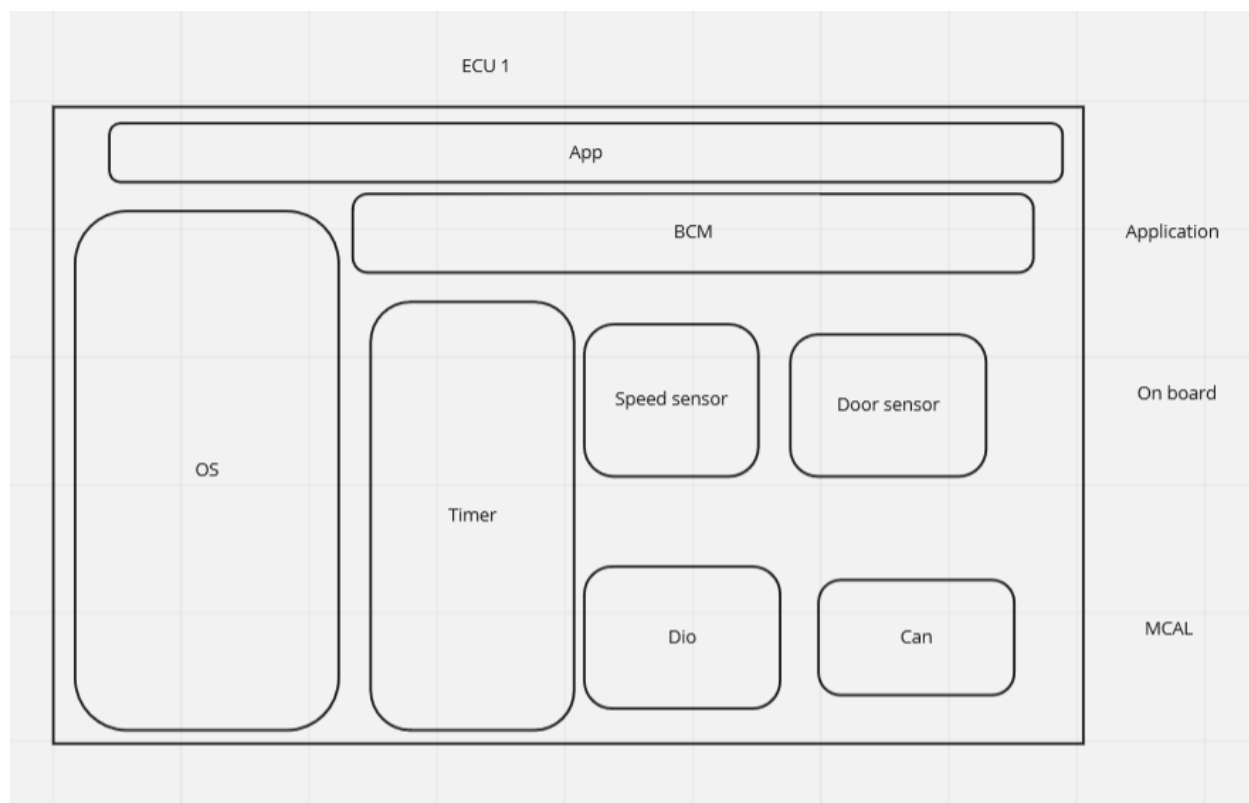 ECU 1
App
BCM
Application
Speed sensor
Door sensor
On board
OS
Timer
Dio
Can
MCAL